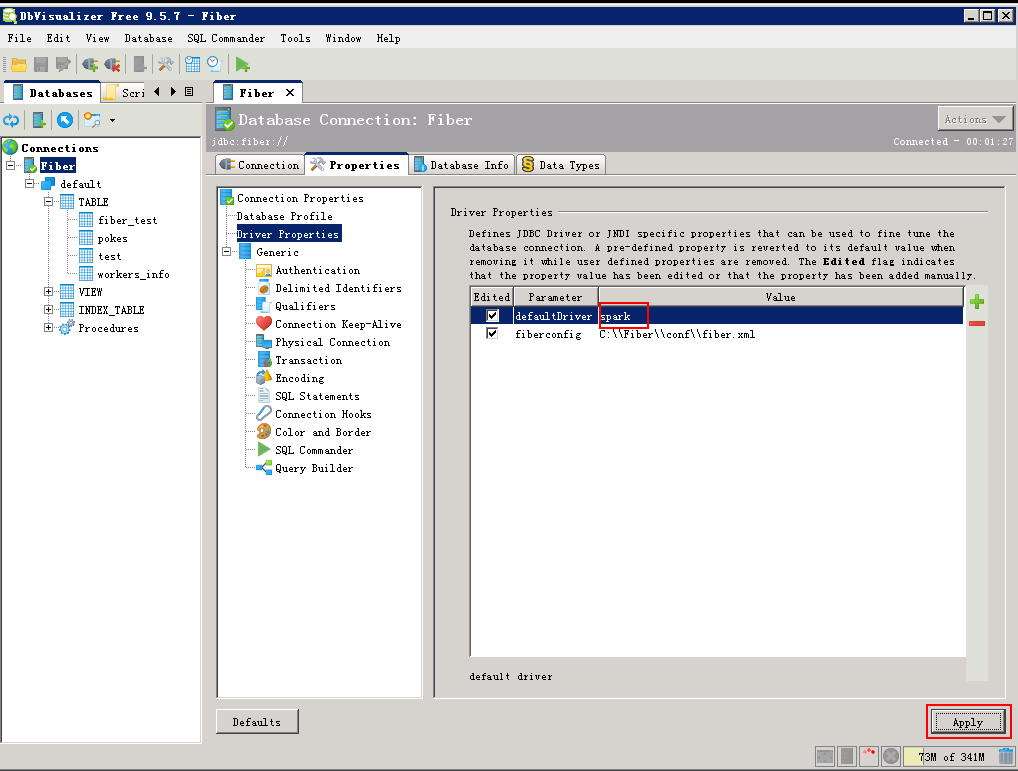 DbVisualizer Free 9.5.7 - Fiber
File Edit View Database SQL Commander Tools Window Help
Databases Scri
Fiber
Database Connection: Fiber
Actions
jdbc:fiber://
Connected - 00:01:27
Connection Properties Database Info Data Types
Connections
Fiber
default
TABLE
fiber_test
pokes
test
workers_info
VIEW
INDEX_TABLE
Procedures
Connection Properties
Database Profile
Driver Properties
Generic
Authentication
Delimited Identifiers
Qualifiers
Connection Keep-Alive
Physical Connection
Transaction
Encoding
SQL Statements
Connection Hooks
Color and Border
SQL Commander
Query Builder
Driver Properties
Defines JDBC Driver or JNDI specific properties that can be used to fine tune the
database connection. A pre-defined property is reverted to its default value when
removing it while user defined properties are removed. The Edited flag indicates
that the property value has been edited or that the property has been added manually.
Edited Parameter Value
defaultDriver spark
fiberconfig C:\\Fiber\\conf\\fiber.xml
default driver
Defaults
Apply
73M of 341M